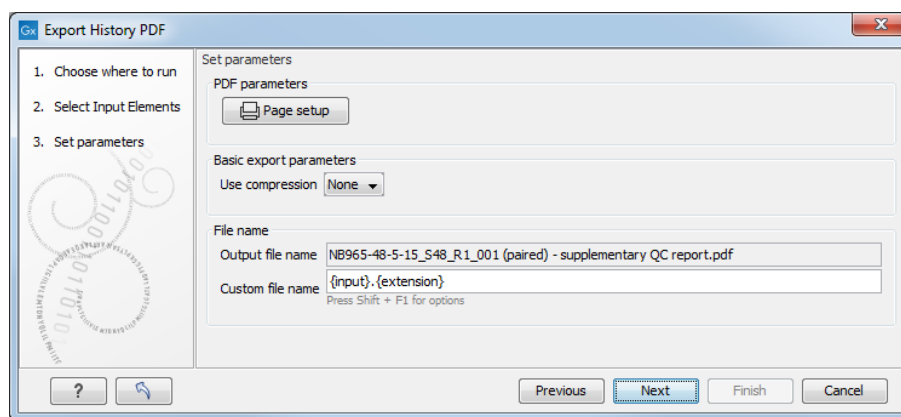 Gx Export History PDF
X
1. Choose where to run
2. Select Input Elements
3. Set parameters
Set parameters
PDF parameters
Page setup
Basic export parameters
Use compression None
File name
Output file name NB965-48-5-15_S48_R1_001 (paired) - supplementary QC report.pdf
Custom file name {input}.{extension}
Press Shift + F1 for options
? Previous Next Finish Cancel